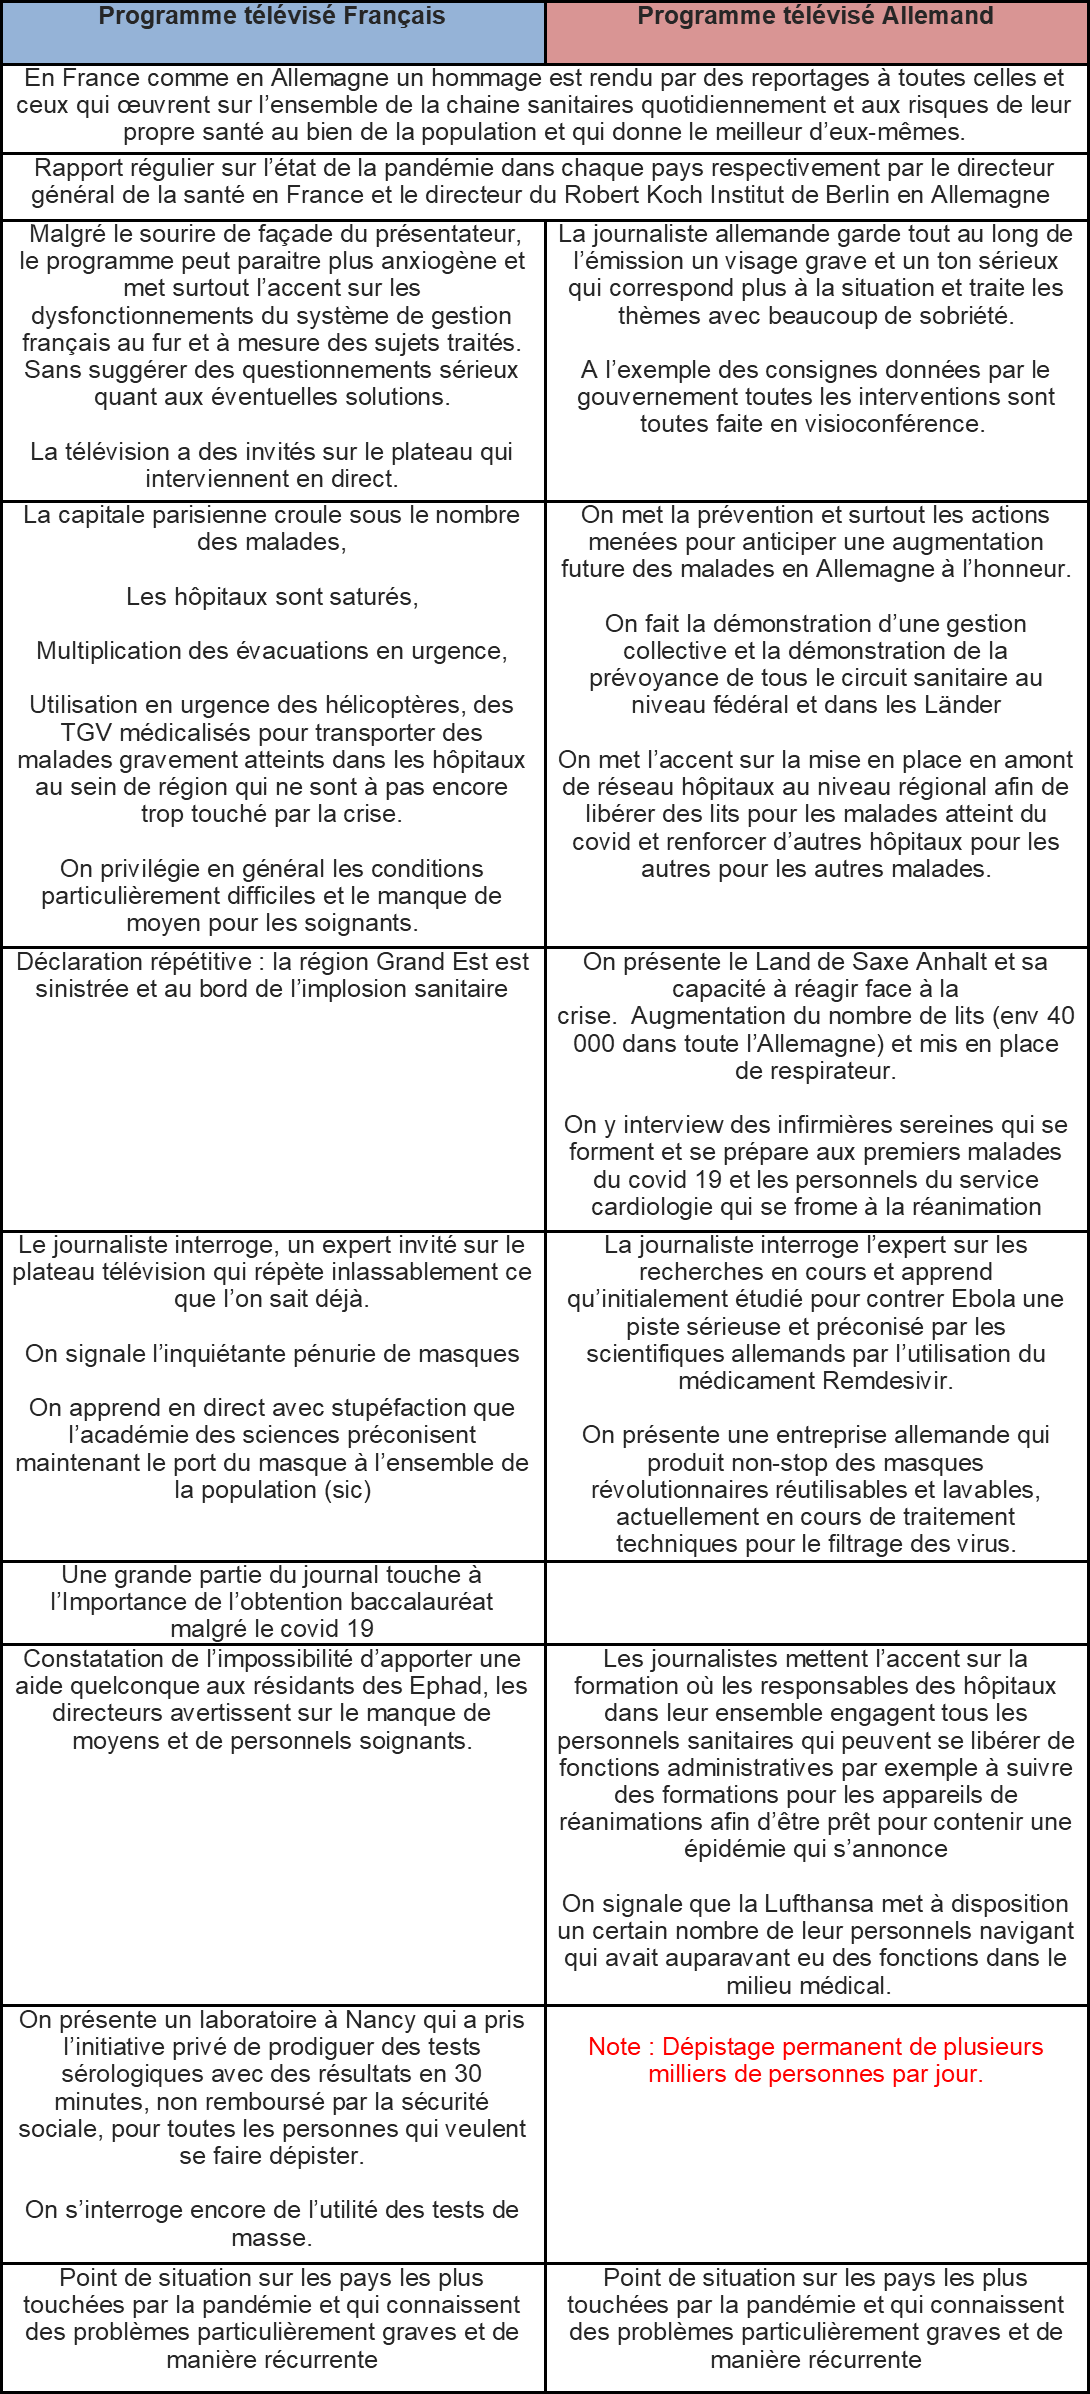 Programme télévisé Français
Programme télévisé Allemand
En France comme en Allemagne un hommage est rendu par des reportages à toutes celles et
ceux qui œuvrent sur l’ensemble de la chaine sanitaires quotidiennement et aux risques de leur
propre santé au bien de la population et qui donne le meilleur d’eux-mêmes.
Rapport régulier sur l’état de la pandémie dans chaque pays respectivement par le directeur
général de la santé en France et le directeur du Robert Koch Institut de Berlin en Allemagne
Malgré le sourire de façade du présentateur,
le programme peut paraitre plus anxiogène et
met surtout l’accent sur les
dysfonctionnements du système de gestion
français au fur et à mesure des sujets traités.
Sans suggérer des questionnements sérieux
quant aux éventuelles solutions.
La télévision a des invités sur le plateau qui
interviennent en direct.
La journaliste allemande garde tout au long de
l’émission un visage grave et un ton sérieux
qui correspond plus à la situation et traite les
thèmes avec beaucoup de sobriété.
A l’exemple des consignes données par le
gouvernement toutes les interventions sont
toutes faite en visioconférence.
La capitale parisienne croule sous le nombre
des malades,
Les hôpitaux sont saturés,
Multiplication des évacuations en urgence,
Utilisation en urgence des hélicoptères, des
TGV médicalisés pour transporter des
malades gravement atteints dans les hôpitaux
au sein de région qui ne sont à pas encore
trop touché par la crise.
On privilégie en général les conditions
particulièrement difficiles et le manque de
moyen pour les soignants.
On met la prévention et surtout les actions
menées pour anticiper une augmentation
future des malades en Allemagne à l’honneur.
On fait la démonstration d’une gestion
collective et la démonstration de la
prévoyance de tous le circuit sanitaire au
niveau fédéral et dans les Länder
On met l’accent sur la mise en place en amont
de réseau hôpitaux au niveau régional afin de
libérer des lits pour les malades atteint du
covid et renforcer d’autres hôpitaux pour les
autres pour les autres malades.
Déclaration répétitive : la région Grand Est est
sinistrée et au bord de l’implosion sanitaire
On présente le Land de Saxe Anhalt et sa
capacité à réagir face à la
crise.  Augmentation du nombre de lits (env 40
000 dans toute l’Allemagne) et mis en place
de respirateur.
On y interview des infirmières sereines qui se
forment et se prépare aux premiers malades
du covid 19 et les personnels du service
cardiologie qui se frome à la réanimation
Le journaliste interroge, un expert invité sur le
plateau télévision qui répète inlassablement ce
que l’on sait déjà.
On signale l’inquiétante pénurie de masques
On apprend en direct avec stupéfaction que
l’académie des sciences préconisent
maintenant le port du masque à l’ensemble de
la population (sic)
La journaliste interroge l’expert sur les
recherches en cours et apprend
qu’initialement étudié pour contrer Ebola une
piste sérieuse et préconisé par les
scientifiques allemands par l’utilisation du
médicament Remdesivir.
On présente une entreprise allemande qui
produit non-stop des masques
révolutionnaires réutilisables et lavables,
actuellement en cours de traitement
techniques pour le filtrage des virus.
Une grande partie du journal touche à
l’Importance de l’obtention baccalauréat
malgré le covid 19
Constatation de l’impossibilité d’apporter une
aide quelconque aux résidants des Ephad, les
directeurs avertissent sur le manque de
moyens et de personnels soignants.
Les journalistes mettent l’accent sur la
formation où les responsables des hôpitaux
dans leur ensemble engagent tous les
personnels sanitaires qui peuvent se libérer de
fonctions administratives par exemple à suivre
des formations pour les appareils de
réanimations afin d’être prêt pour contenir une
épidémie qui s’annonce
On signale que la Lufthansa met à disposition
un certain nombre de leur personnels navigant
qui avait auparavant eu des fonctions dans le
milieu médical.
On présente un laboratoire à Nancy qui a pris
l’initiative privé de prodiguer des tests
sérologiques avec des résultats en 30
minutes, non remboursé par la sécurité
sociale, pour toutes les personnes qui veulent
se faire dépister.
On s’interroge encore de l’utilité des tests de
masse.
Note : Dépistage permanent de plusieurs
milliers de personnes par jour.
Point de situation sur les pays les plus
touchées par la pandémie et qui connaissent
des problèmes particulièrement graves et de
manière récurrente
Point de situation sur les pays les plus
touchées par la pandémie et qui connaissent
des problèmes particulièrement graves et de
manière récurrente